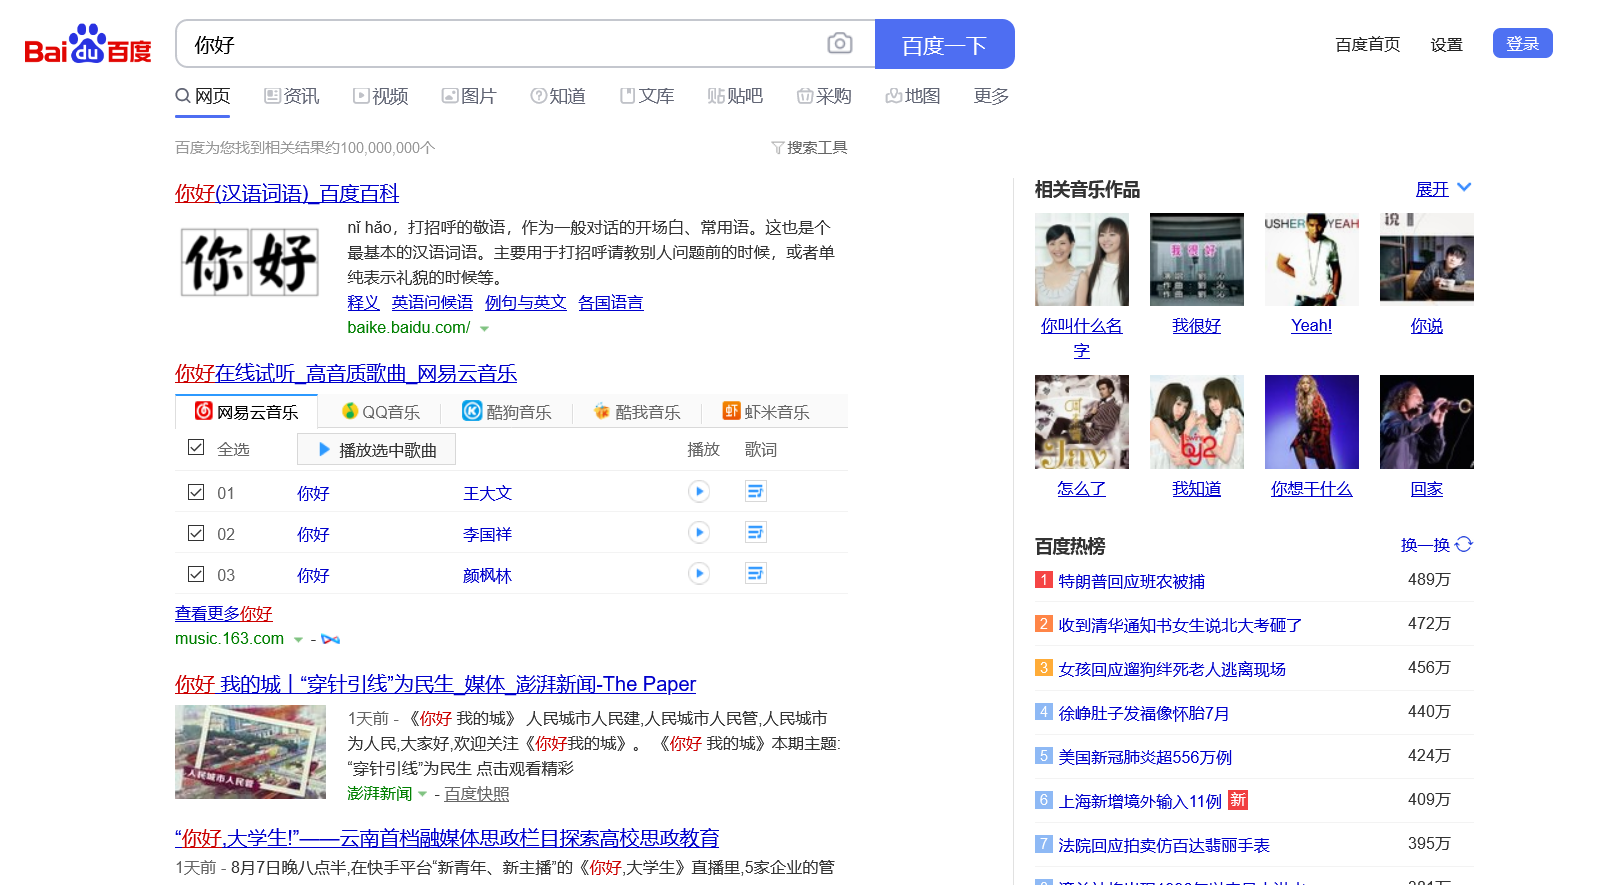 Bai du 百度
你好
百度一下
百度首页 设置 登录
网页 资讯 视频 图片 知道 文库 贴吧 采购 地图 更多
百度为您找到相关结果约100,000,000个
搜索工具
你好(汉语词语)_百度百科
你好
nǐ hǎo，打招呼的敬语，作为一般对话的开场白、常用语。这也是个
最基本的汉语词语。主要用于打招呼请教别人问题前的时候，或者单
纯表示礼貌的时候等。
释义 英语问候语 例句与英文 各国语言
baike.baidu.com/
你好在线试听_高音质歌曲_网易云音乐
网易云音乐 QQ音乐 酷狗音乐 酷我音乐 虾米音乐
全选 播放选中歌曲 播放 歌词
01 你好 王大文
02 你好 李国祥
03 你好 颜枫林
查看更多你好
music.163.com -
你好 我的城丨“穿针引线”为民生_媒体_澎湃新闻-The Paper
人民城市人民管
1天前 - 《你好 我的城》 人民城市人民建,人民城市人民管,人民城市
为人民,大家好,欢迎关注《你好我的城》。 《你好 我的城》本期主题:
“穿针引线”为民生 点击观看精彩
澎湃新闻 - 百度快照
“你好,大学生!”——云南首档融媒体思政栏目探索高校思政教育
1天前 - 8月7日晚八点半,在快手平台“新青年、新主播”的《你好,大学生》直播里,5家企业的管
相关音乐作品 展开
我很好
USHER YEAH
你叫什么名
字
我很好
Yeah!
你说
Jay
by2
怎么了
我知道
你想干什么
回家
百度热榜 换一换
1 特朗普回应班农被捕 489万
2 收到清华通知书女生说北大考砸了 472万
3 女孩回应遛狗绊死老人逃离现场 456万
4 徐峥肚子发福像怀胎7月 440万
5 美国新冠肺炎超556万例 424万
6 上海新增境外输入11例 新 409万
7 法院回应拍卖仿百达翡丽手表 395万